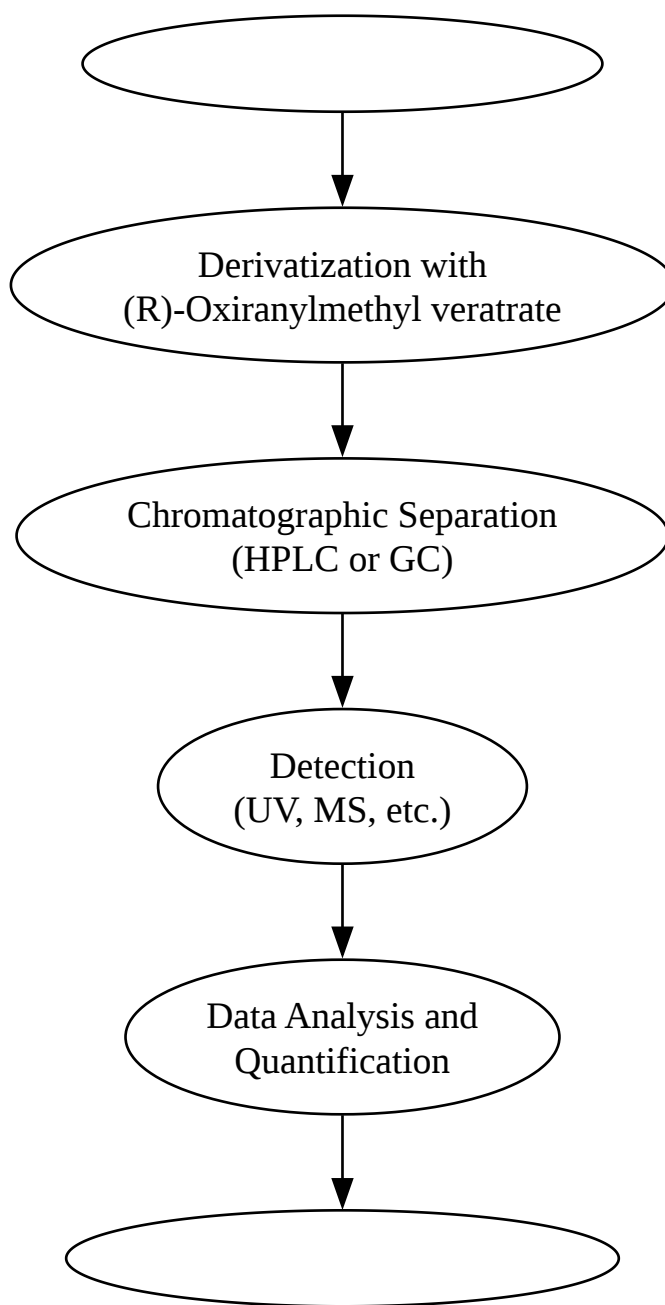 Derivatization with
(R)-Oxiranylmethyl veratrate
Chromatographic Separation
(HPLC or GC)
Detection
(UV, MS, etc.)
Data Analysis and
Quantification